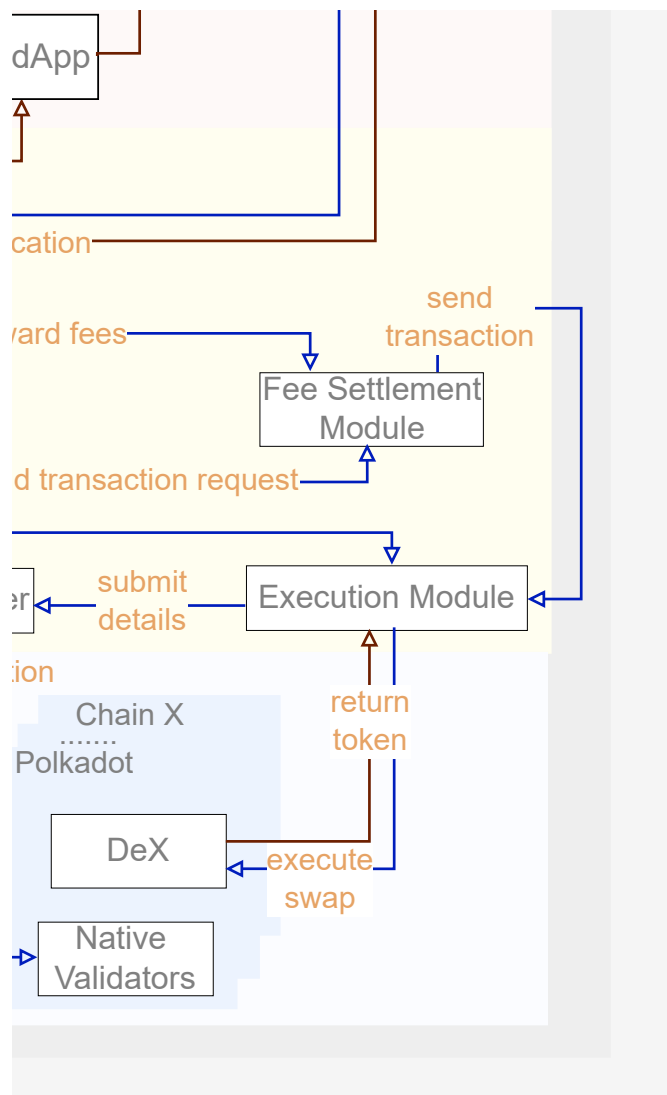 dApp
cation
send
transaction
ward fees
Fee Settlement
Module
d transaction request
submit
details
er
Execution Module
tion
return
token
Chain X
.......
Polkadot
DeX
execute
swap
Native
Validators